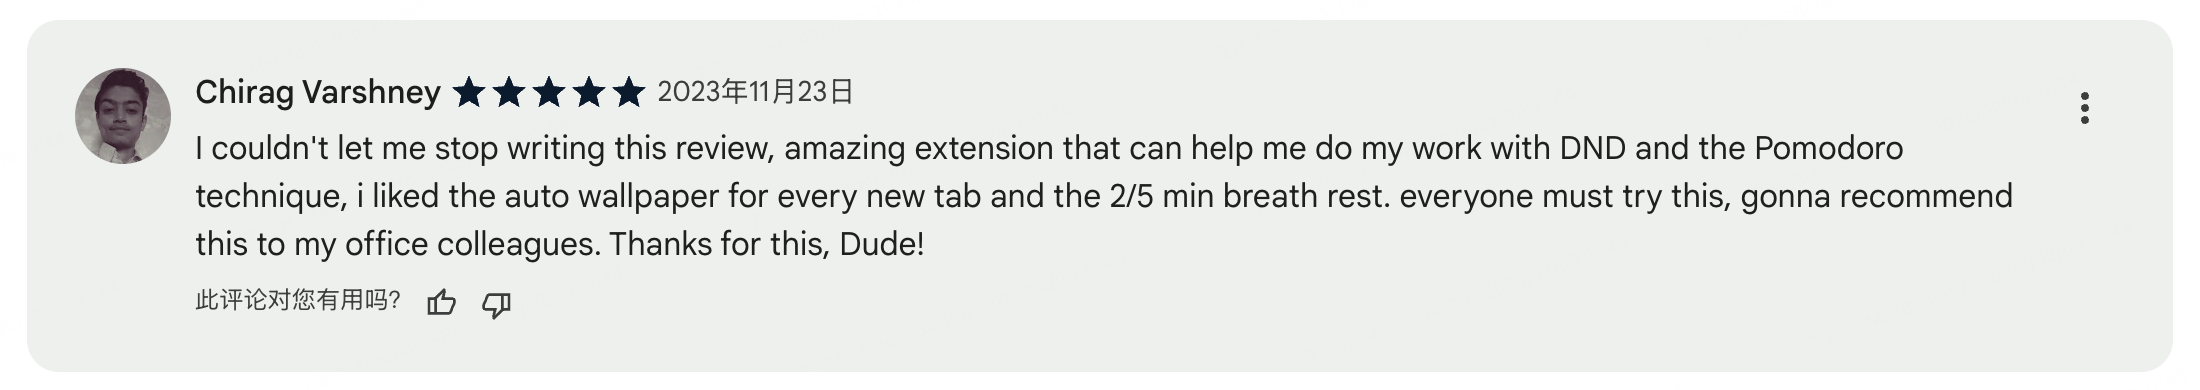 Chirag Varshney ★★★★★ 2023年11月23日
I couldn't let me stop writing this review, amazing extension that can help me do my work with DND and the Pomodoro
technique, i liked the auto wallpaper for every new tab and the 2/5 min breath rest. everyone must try this, gonna recommend
this to my office colleagues. Thanks for this, Dude!
此评论对您有用吗?